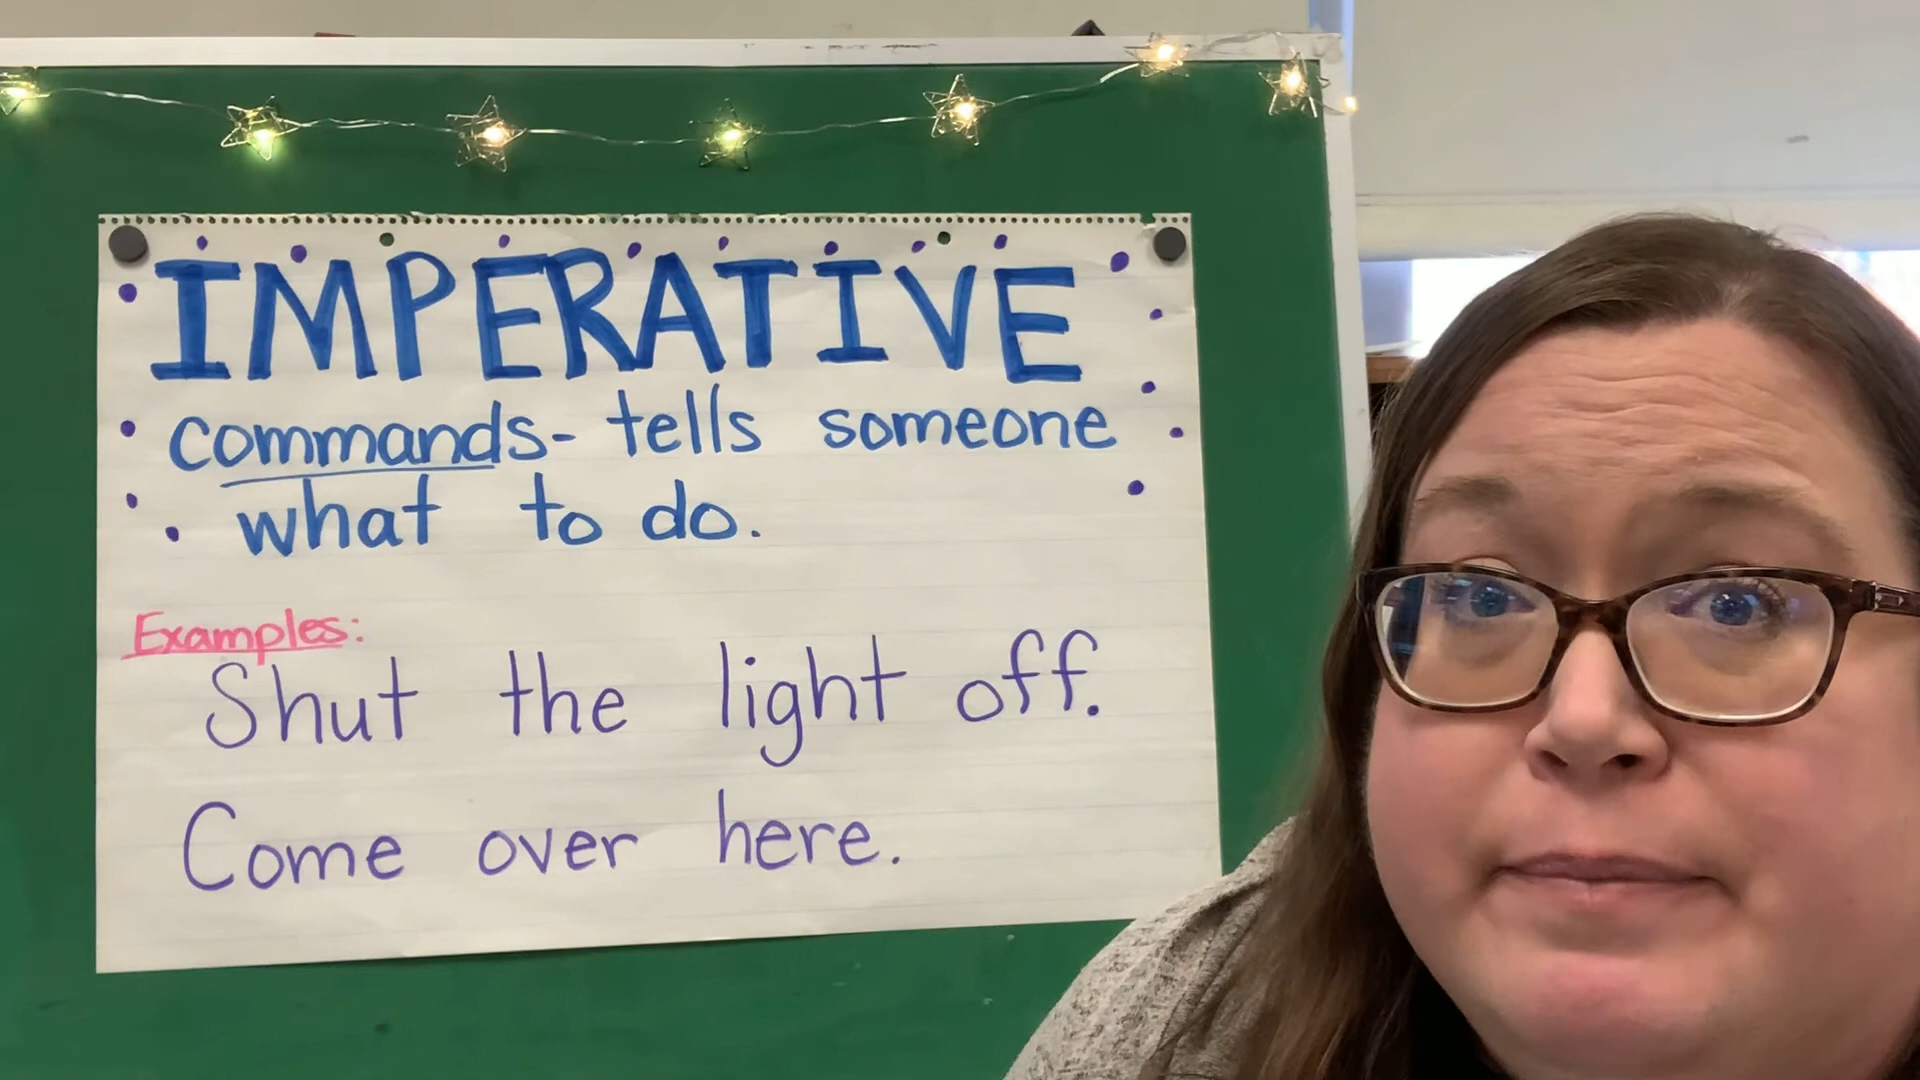 IMPERATIVE
commands- tells someone
what to do.
Examples:
Shut the light off.
Come over here.